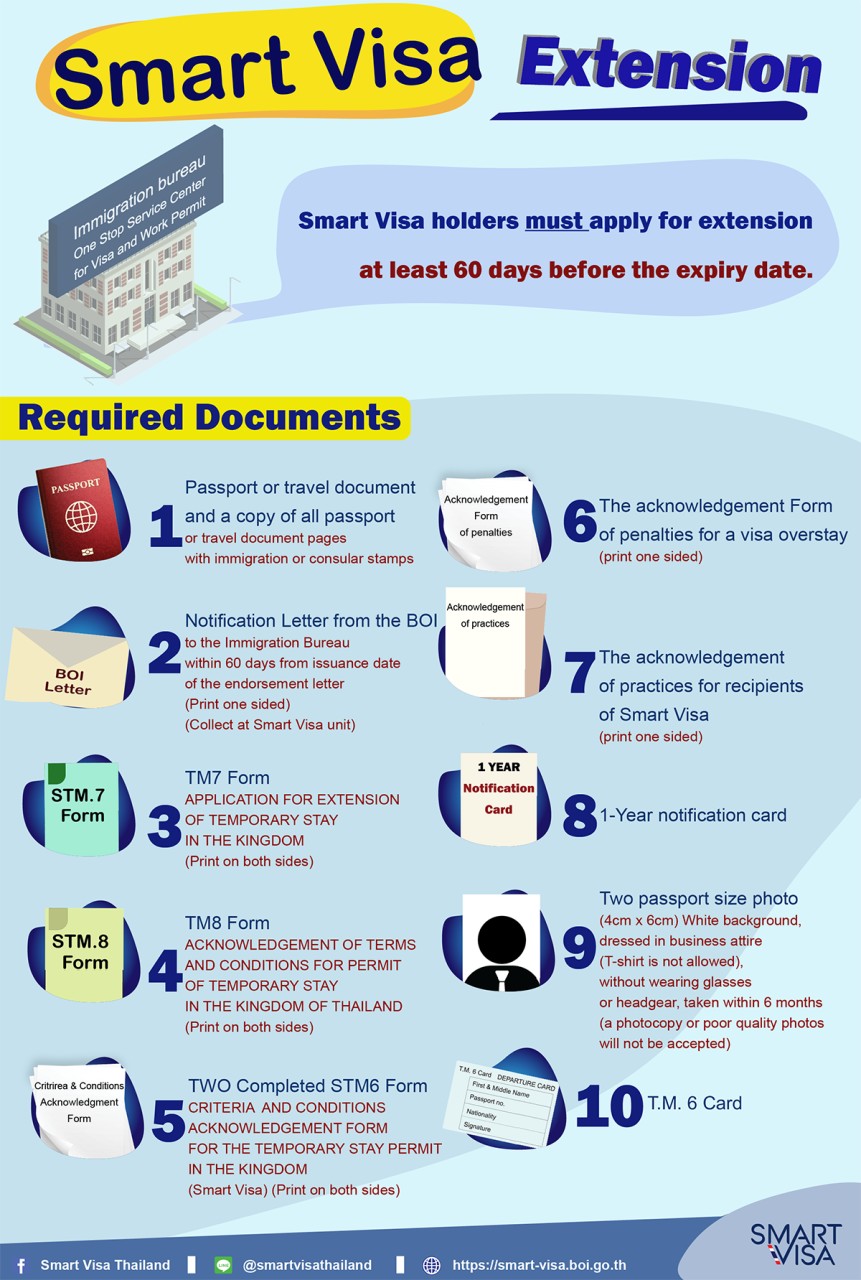 Smart Visa Extension
Immigration bureau
One Stop Service Center
for Visa and Work Permit
Smart Visa holders must apply for extension
at least 60 days before the expiry date.
Required Documents
PASSPORT
1
Passport or travel document
and a copy of all passport
or travel document pages
with immigration or consular stamps
BOI
Letter
2
Notification Letter from the BOI
to the Immigration Bureau
within 60 days from issuance date
of the endorsement letter
(Print one sided)
(Collect at Smart Visa unit)
STM.7
Form
3
TM7 Form
APPLICATION FOR EXTENSION
OF TEMPORARY STAY
IN THE KINGDOM
(Print on both sides)
STM.8
Form
4
TM8 Form
ACKNOWLEDGEMENT OF TERMS
AND CONDITIONS FOR PERMIT
OF TEMPORARY STAY
IN THE KINGDOM OF THAILAND
(Print on both sides)
Critrirea & Conditions
Acknowledgment
Form
5
TWO Completed STM6 Form
CRITERIA AND CONDITIONS
ACKNOWLEDGEMENT FORM
FOR THE TEMPORARY STAY PERMIT
IN THE KINGDOM
(Smart Visa) (Print on both sides)
Acknowledgement
Form
of penalties
6
The acknowledgement Form
of penalties for a visa overstay
(print one sided)
Acknowledgement
of practices
7
The acknowledgement
of practices for recipients
of Smart Visa
(print one sided)
1 YEAR
Notification
Card
8
1-Year notification card
9
Two passport size photo
(4cm x 6cm) White background,
dressed in business attire
(T-shirt is not allowed),
without wearing glasses
or headgear, taken within 6 months
(a photocopy or poor quality photos
will not be accepted)
T.M. 6 Card DEPARTURE CARD
First & Middle Name
Passport no.
Nationality
Signature
10
T.M. 6 Card
Smart Visa Thailand
LINE
@smartvisathailand
https://smart-visa.boi.go.th
SMART
VISA